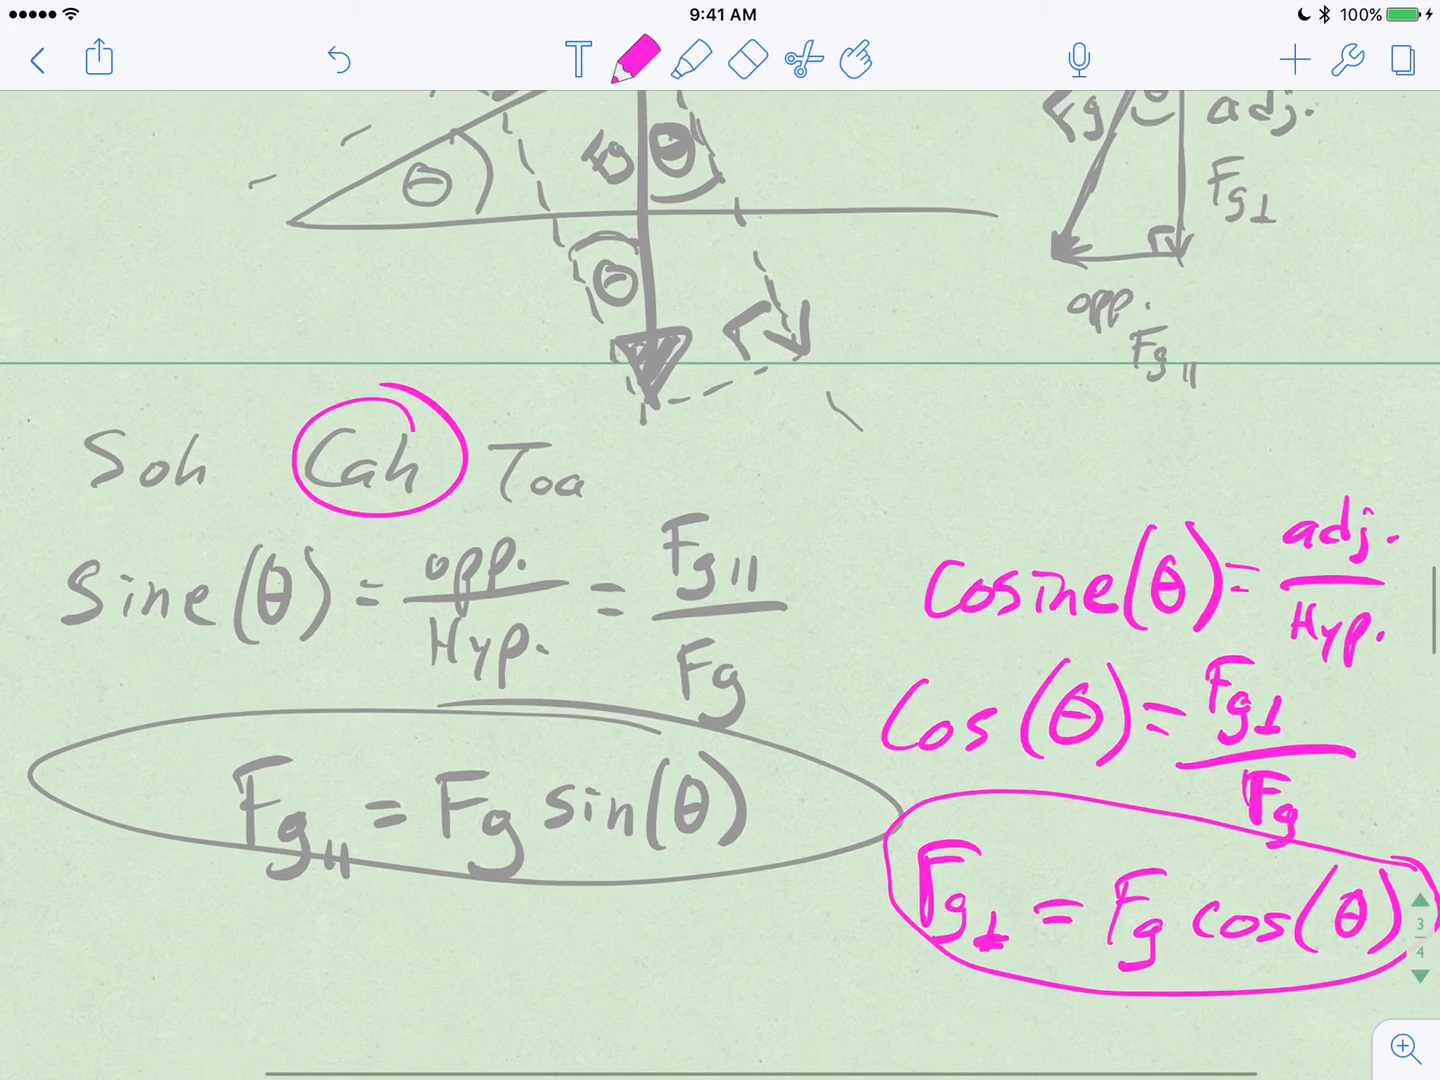 9:41 AM
100%
T
Fg θ adj.
θ Fg θ
Fg⊥
θ
opp.
Fg||
Soh Cah Toa
Sine(θ) = opp. / Hyp. = Fg|| / Fg
Fg|| = Fg sin(θ)
Cosine(θ) = adj. / Hyp.
Cos(θ) = Fg⊥ / Fg
Fg⊥ = Fg cos(θ)
3
4